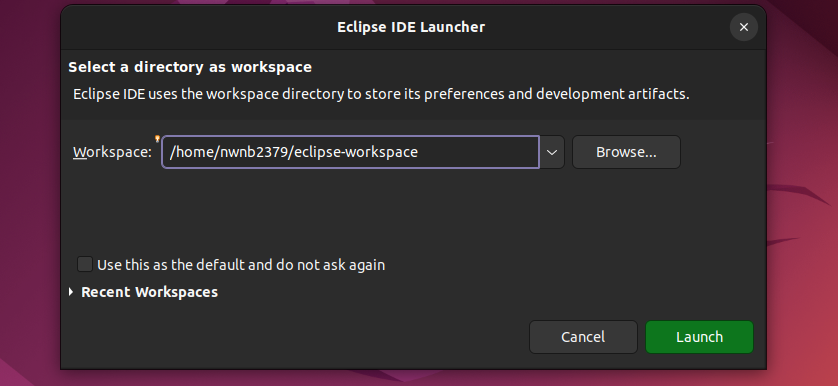 Eclipse IDE Launcher
Select a directory as workspace
Eclipse IDE uses the workspace directory to store its preferences and development artifacts.
Workspace: /home/nwnb2379/eclipse-workspace Browse...
Use this as the default and do not ask again
Recent Workspaces
Cancel Launch